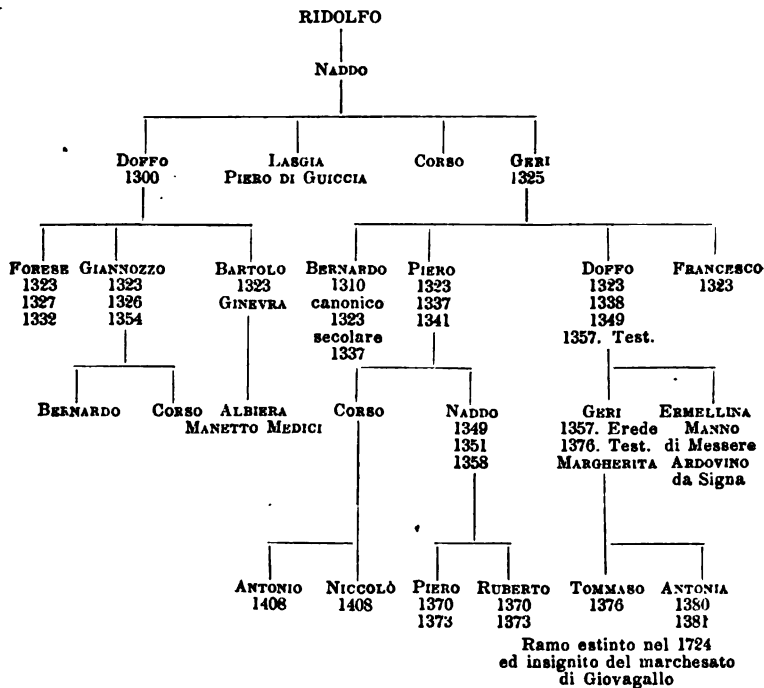 RIDOLFO
NADDO
DOFFO LASGIA CORSO GERI
1300 PIERO DI GUICCIA 1325
FORESE GIANNOZZO BARTOLO BERNARDO PIERO DOFFO FRANCESCO
1323 1323 1323 1310 1323 1323 1323
1327 1326 GINEVRA canonico 1337 1338
1332 1354 1323 1341 1349
secolare 1357. Test.
1337
BERNARDO CORSO ALBIERA CORSO NADDO GERI ERMELLINA
MANETTO MEDICI 1349 1357. Erede MANNO
1351 1376. Test. di Messere
1358 MARGHERITA ARDOVINO
da Signa
ANTONIO NICCOLÒ PIERO RUBERTO TOMMASO ANTONIA
1408 1408 1370 1370 1376 1380
1373 1373 1381
Ramo estinto nel 1724
ed insignito del marchesato
di Giovagallo